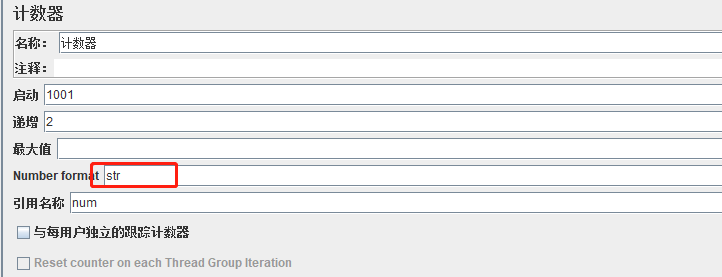 计数器
名称： 计数器
注释：
启动 1001
递增 2
最大值
Number format str
引用名称 num
与每用户独立的跟踪计数器
Reset counter on each Thread Group Iteration